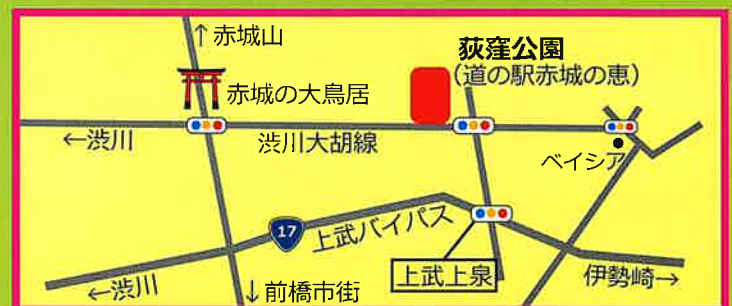 ↑赤城山
荻窪公園
(道の駅赤城の恵)
赤城の大鳥居
←渋川
渋川大胡線
ベイシア
17
上武バイパス
上武上泉
伊勢崎→
←渋川
↓前橋市街